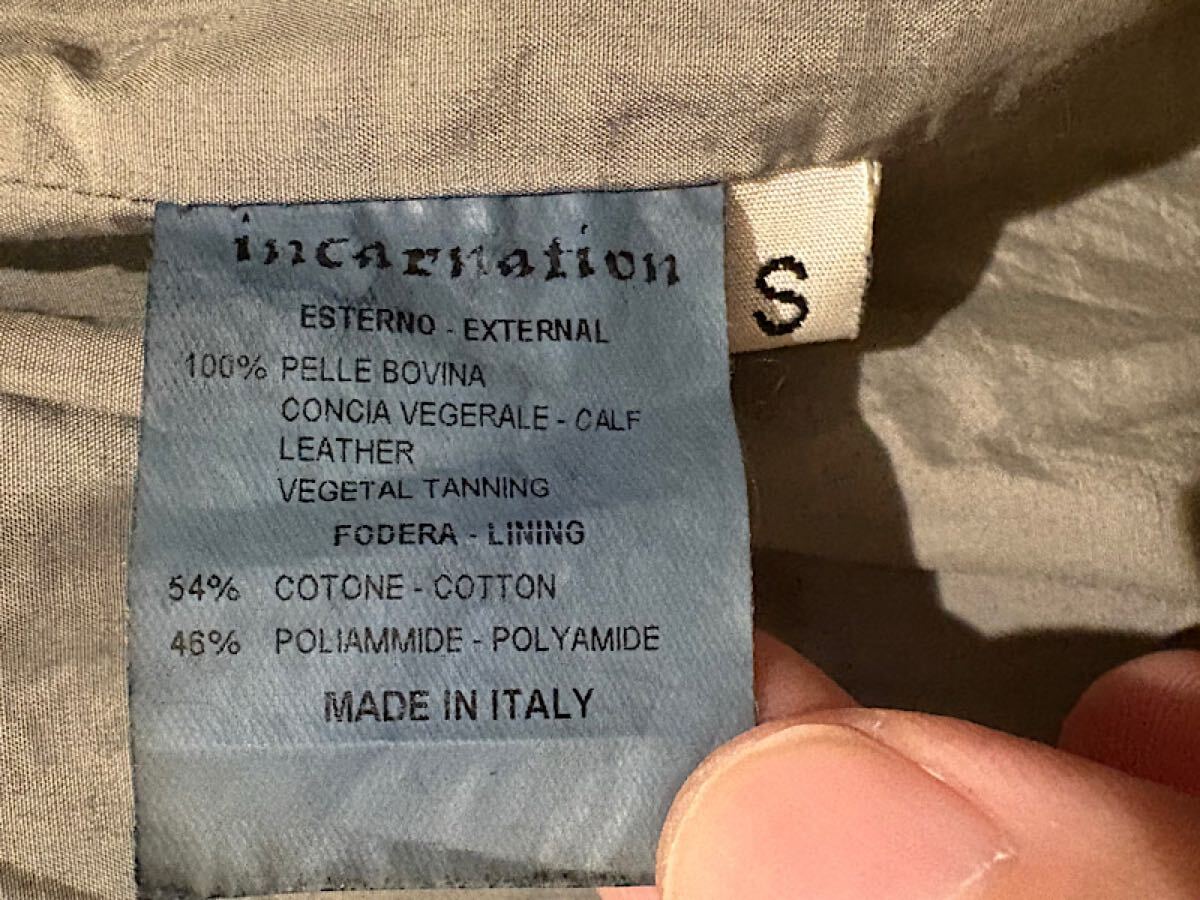 incarnation
S
ESTERNO - EXTERNAL
100% PELLE BOVINA
CONCIA VEGERALE - CALF
LEATHER
VEGETAL TANNING
FODERA - LINING
54% COTONE - COTTON
46% POLIAMMIDE - POLYAMIDE
MADE IN ITALY